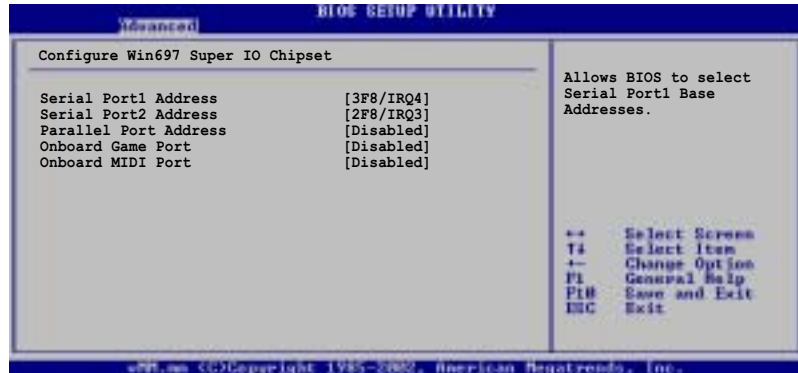 BIOS SETUP UTILITY
Advanced
Configure Win697 Super IO Chipset
Serial Port1 Address [3F8/IRQ4]
Serial Port2 Address [2F8/IRQ3]
Parallel Port Address [Disabled]
Onboard Game Port [Disabled]
Onboard MIDI Port [Disabled]
Allows BIOS to select
Serial Port1 Base
Addresses.
←→ Select Screen
↑↓ Select Item
+- Change Option
F1 General Help
F10 Save and Exit
ESC Exit
(C)Copyright 1985-2002, American Megatrends, Inc.